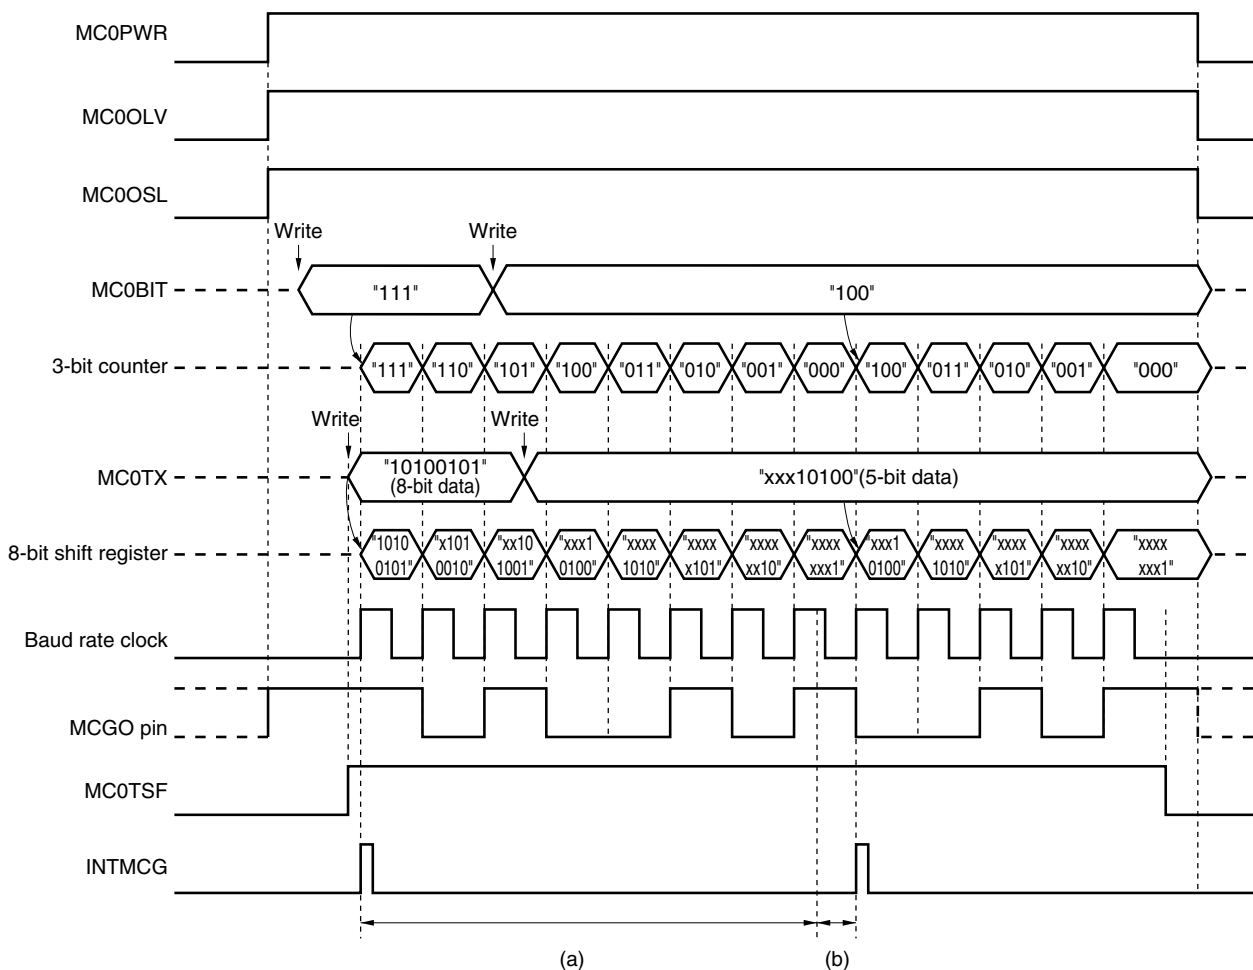 MC0PWR
MC0OLV
MC0OSL
Write Write
MC0BIT "111" "100"
3-bit counter "111" "110" "101" "100" "011" "010" "001" "000" "100" "011" "010" "001" "000"
Write Write
MC0TX "10100101" "xxx10100"(5-bit data)
(8-bit data)
8-bit shift register "1010 "x101 "xx10 "xxx1 "xxxx "xxxx "xxxx "xxxx "xxx1 "xxxx "xxxx "xxxx "xxxx
0101" 0010" 1001" 0100" 1010" x101" xx10" xxx1" 0100" 1010" x101" xx10" xxx1"
Baud rate clock
MCGO pin
MC0TSF
INTMCG
(a) (b)